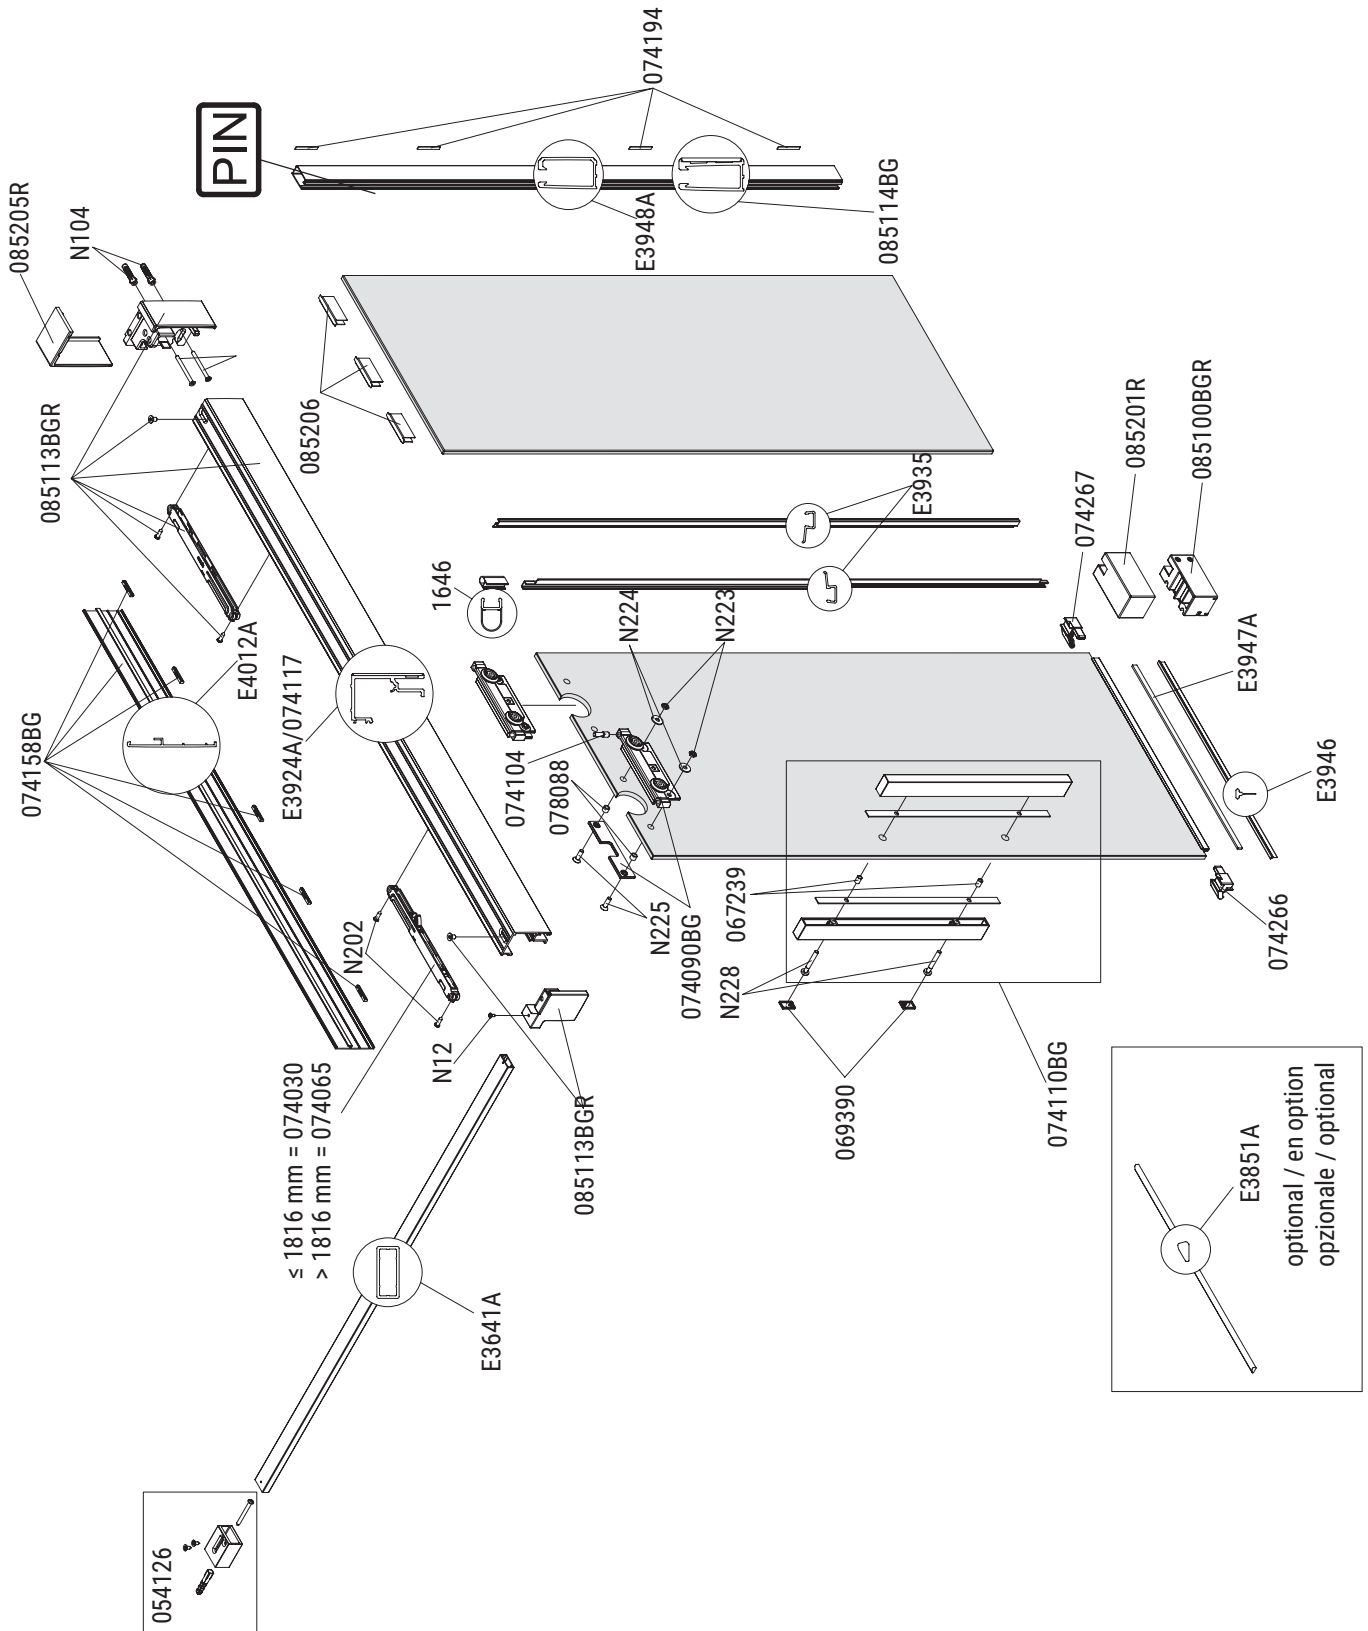 PIN
074194
085205R
N104
E3948A
085114BG
085113BGR
085206
E3935
085201R
085100BGR
074267
1646
N224
N223
E3947A
E3946
074158BG
E4012A
E3924A/074117
074104
078088
N202
N225
074090BG
067239
N228
074266
N12
≤ 1816 mm = 074030
> 1816 mm = 074065
085113BGR
069390
074110BG
E3641A
E3851A
optional / en option
opzionale / optional
054126